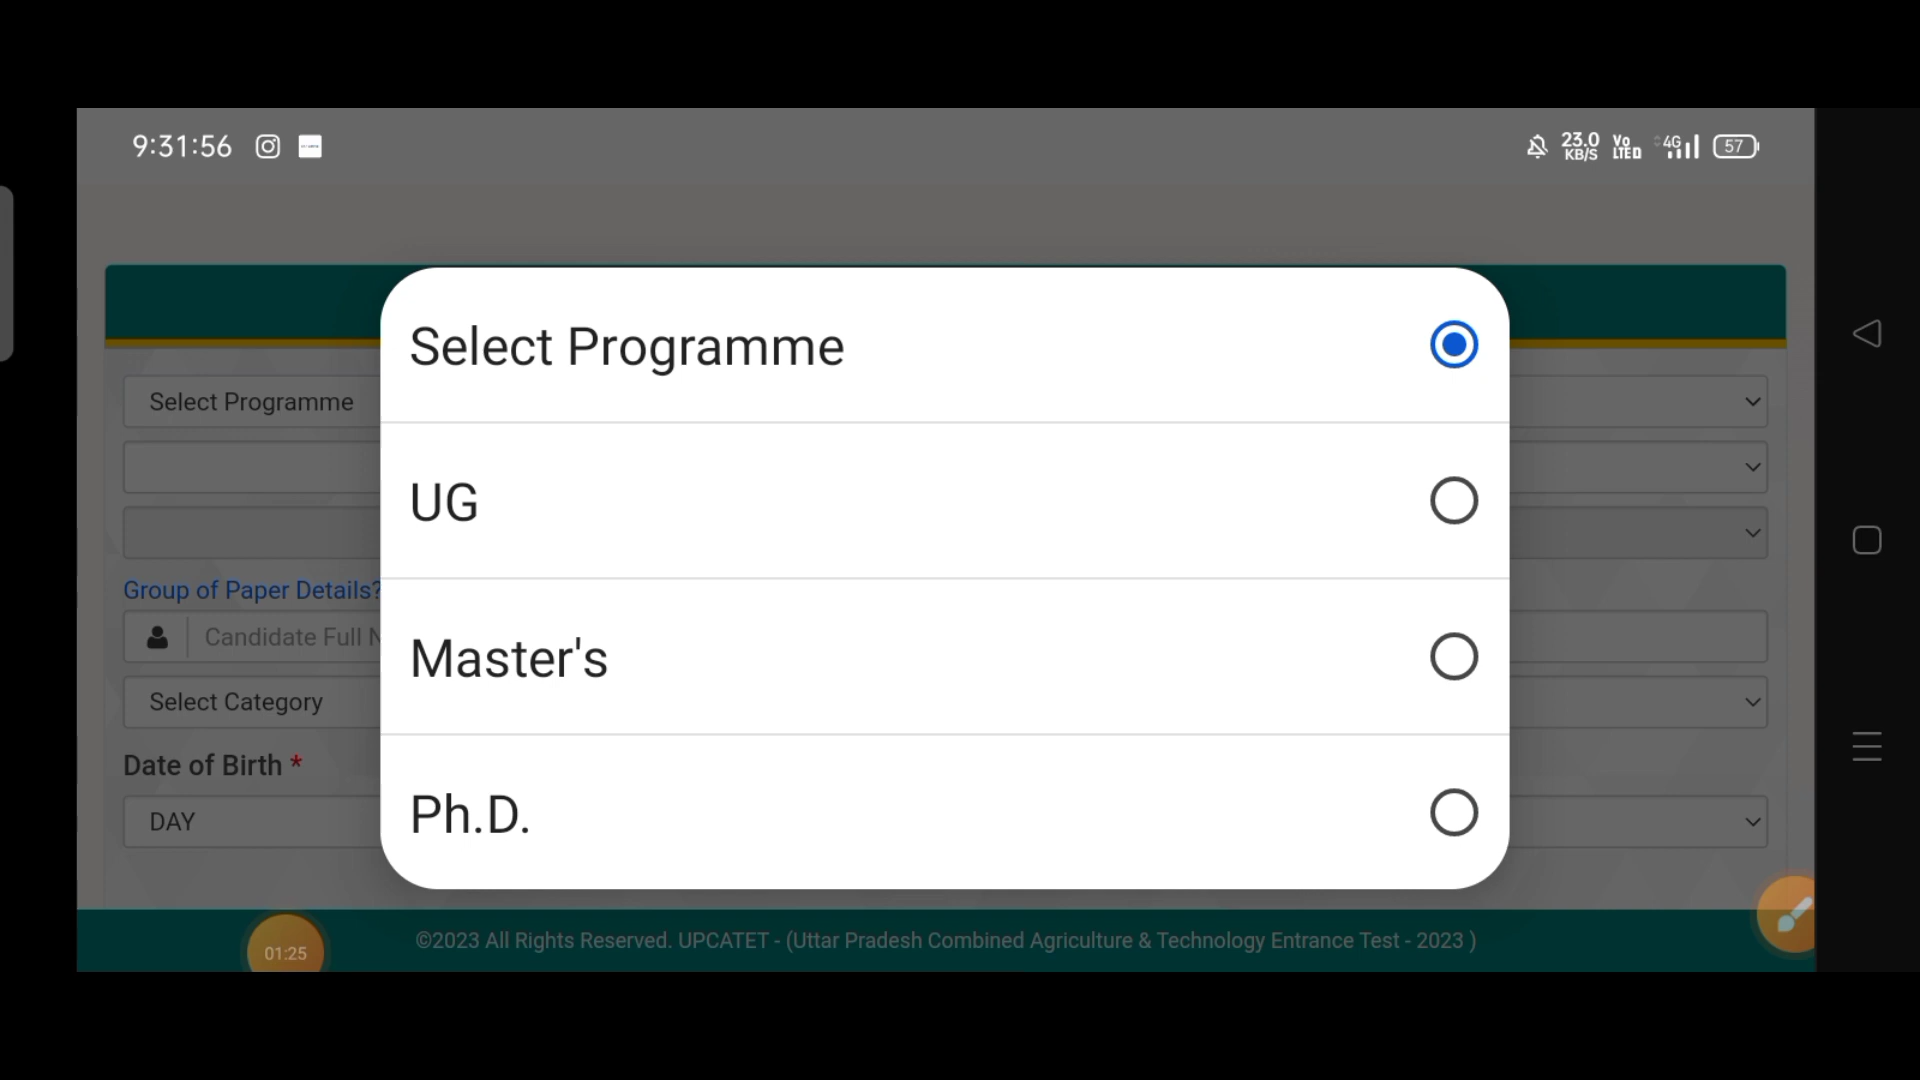 9:31:56
23.0 KB/S Vo LTE 4G 57
Select Programme
UG
Master's
Ph.D.
Select Programme
Group of Paper Details?
Candidate Full N
Select Category
Date of Birth *
DAY
01:25
©2023 All Rights Reserved. UPCATET - (Uttar Pradesh Combined Agriculture & Technology Entrance Test - 2023 )